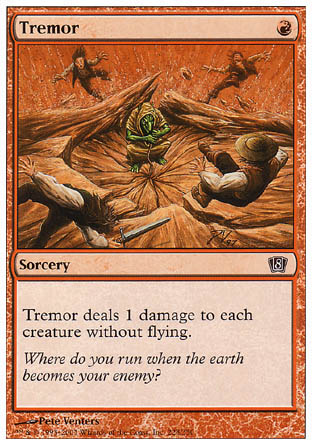 Tremor
Sorcery
8
Tremor deals 1 damage to each
creature without flying.
Where do you run when the earth
becomes your enemy?
Pete Venters